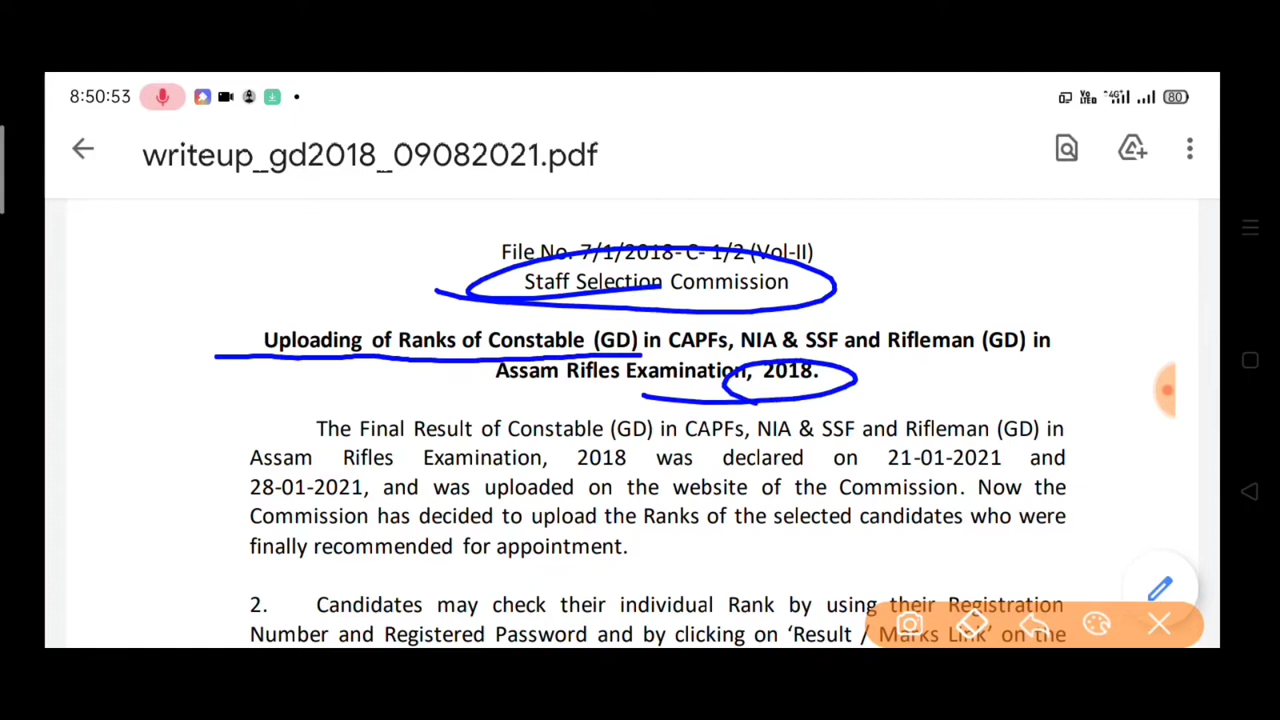 8:50:53
Vo LTED 4G 80
writeup_gd2018_09082021.pdf
File No. 7/1/2018- C- 1/2 (Vol-II)
Staff Selection Commission
Uploading of Ranks of Constable (GD) in CAPFs, NIA & SSF and Rifleman (GD) in
Assam Rifles Examination, 2018.
The Final Result of Constable (GD) in CAPFs, NIA & SSF and Rifleman (GD) in
Assam Rifles Examination, 2018 was declared on 21-01-2021 and
28-01-2021, and was uploaded on the website of the Commission. Now the
Commission has decided to upload the Ranks of the selected candidates who were
finally recommended for appointment.
2. Candidates may check their individual Rank by using their Registration
Number and Registered Password and by clicking on ‘Result / Marks Link’ on the